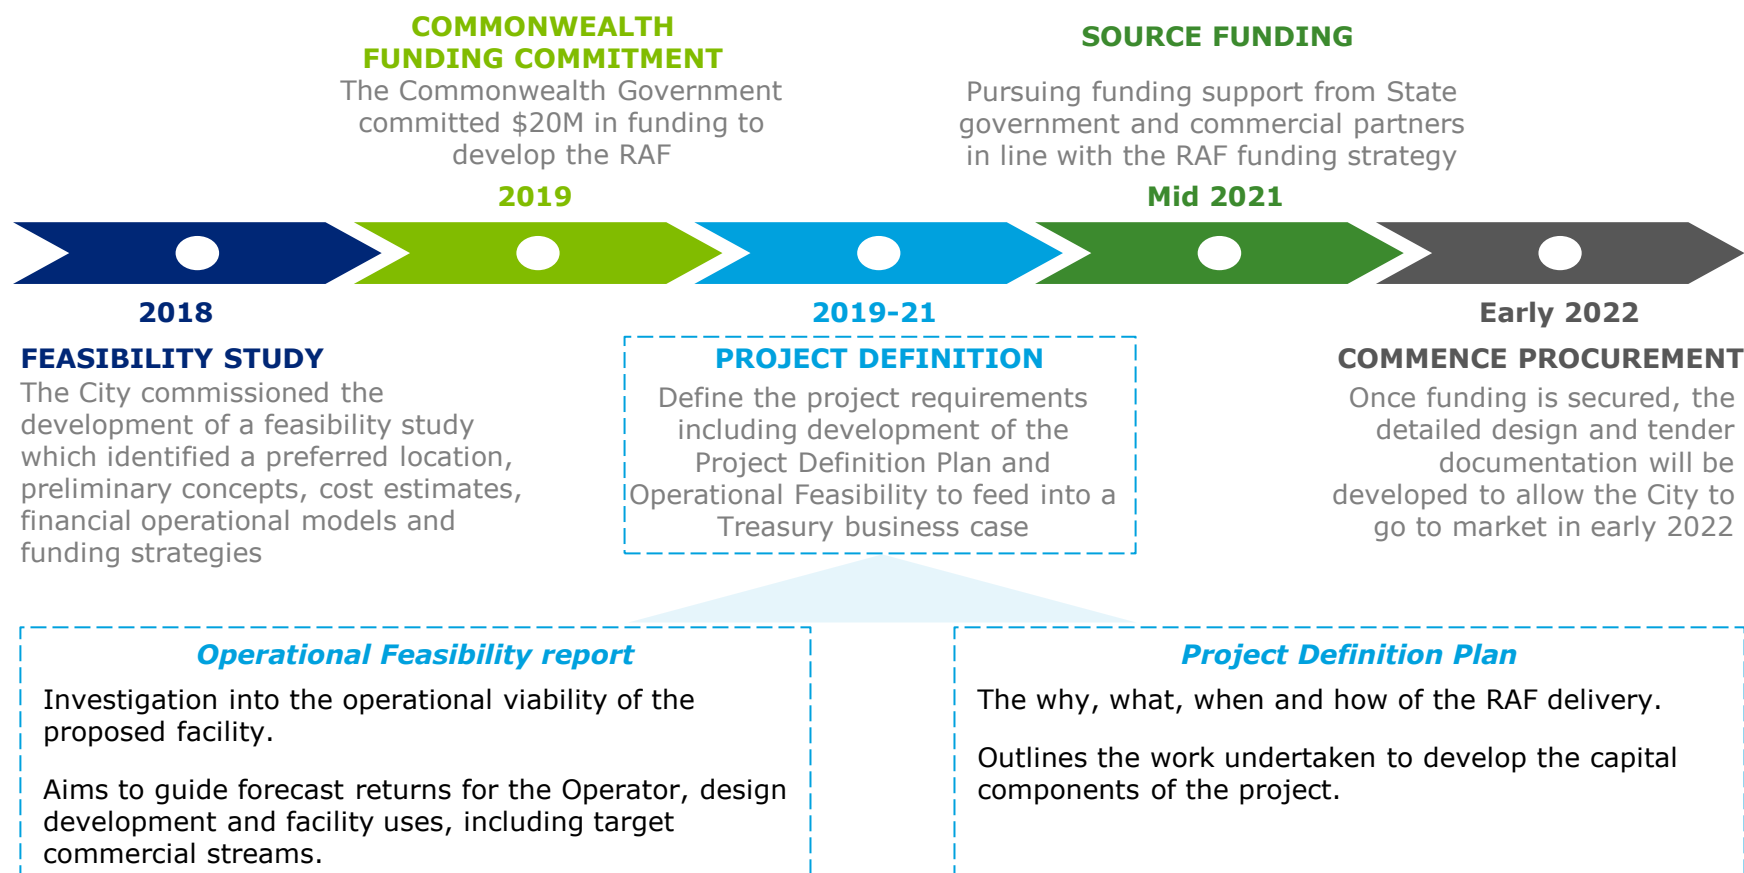 COMMONWEALTH
FUNDING COMMITMENT
The Commonwealth Government
committed $20M in funding to
develop the RAF
2019
SOURCE FUNDING
Pursuing funding support from State
government and commercial partners
in line with the RAF funding strategy
Mid 2021
2018
FEASIBILITY STUDY
The City commissioned the
development of a feasibility study
which identified a preferred location,
preliminary concepts, cost estimates,
financial operational models and
funding strategies
2019-21
PROJECT DEFINITION
Define the project requirements
including development of the
Project Definition Plan and
Operational Feasibility to feed into a
Treasury business case
Early 2022
COMMENCE PROCUREMENT
Once funding is secured, the
detailed design and tender
documentation will be
developed to allow the City to
go to market in early 2022
Operational Feasibility report
Investigation into the operational viability of the
proposed facility.
Aims to guide forecast returns for the Operator, design
development and facility uses, including target
commercial streams.
Project Definition Plan
The why, what, when and how of the RAF delivery.
Outlines the work undertaken to develop the capital
components of the project.